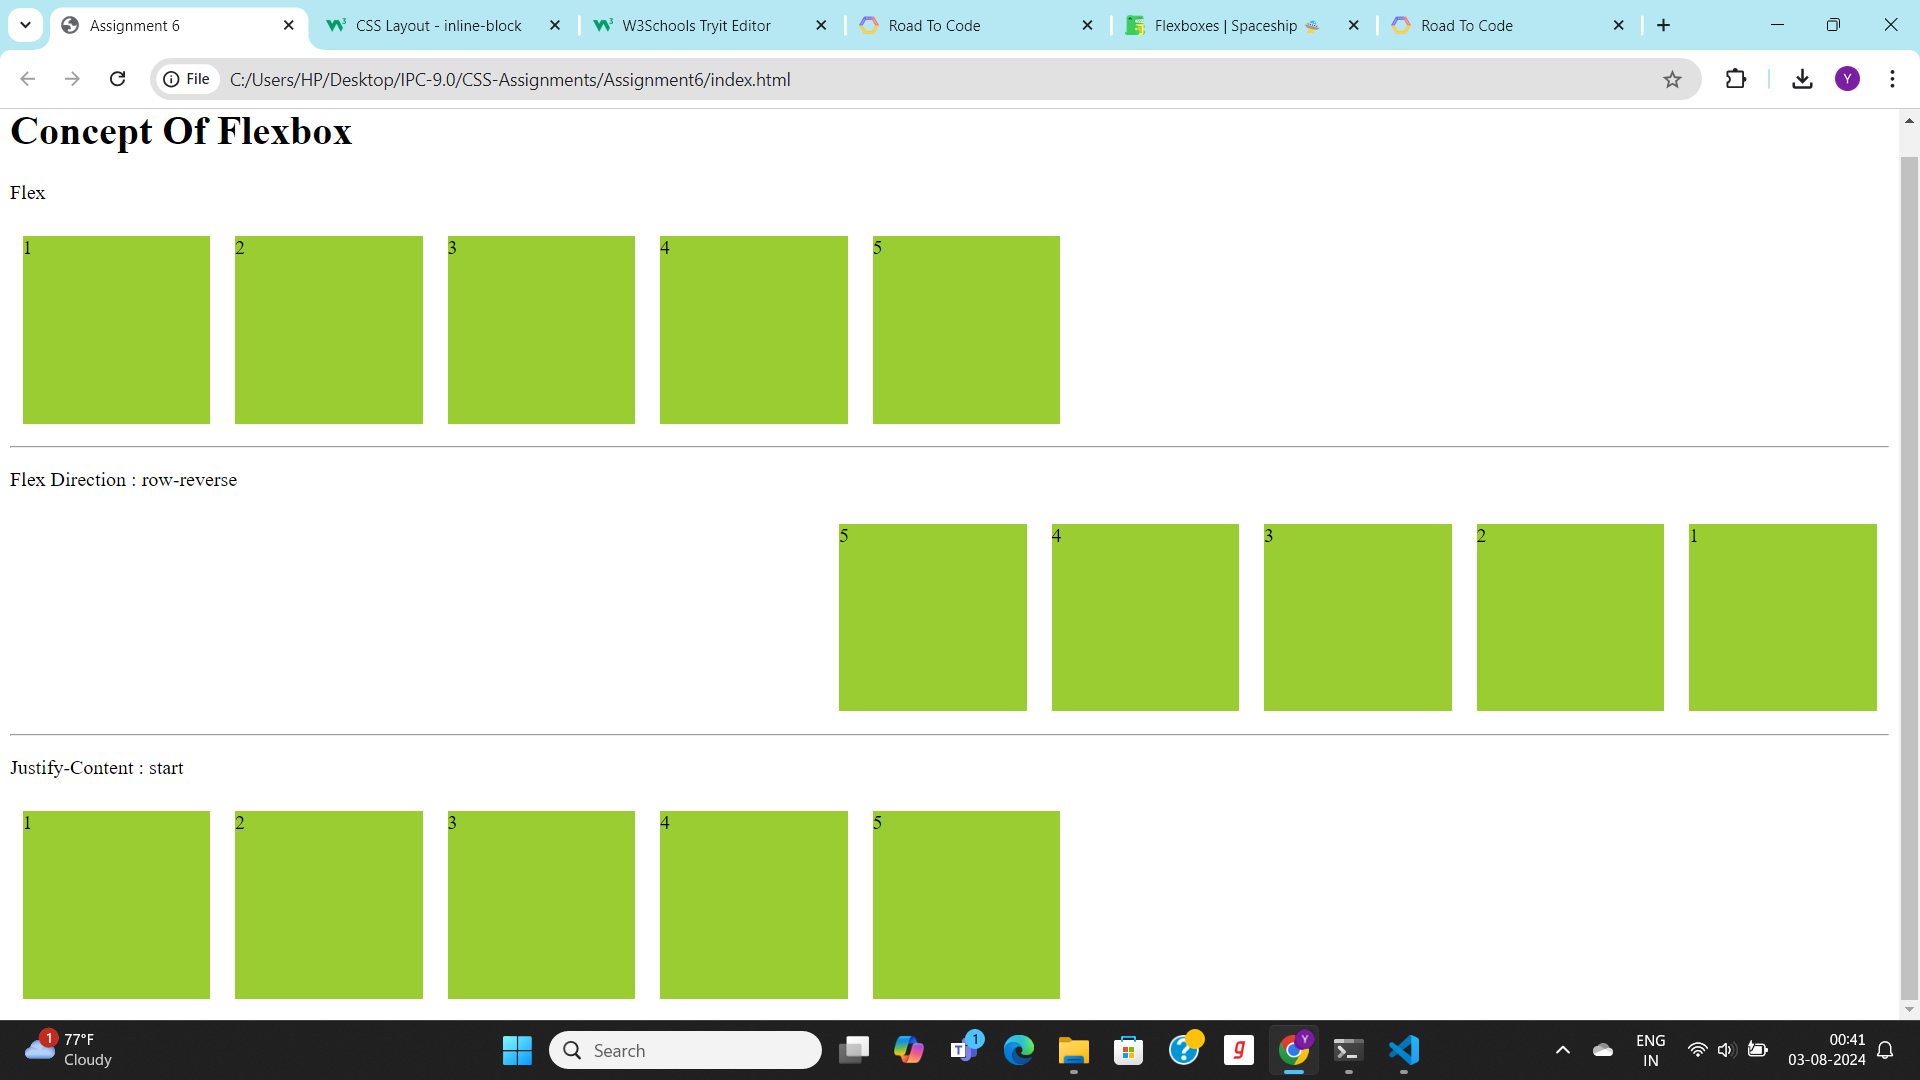 Assignment 6
CSS Layout - inline-block
W3Schools Tryit Editor
Road To Code
Flexboxes | Spaceship 🛸
Road To Code
File
C:/Users/HP/Desktop/IPC-9.0/CSS-Assignments/Assignment6/index.html
Y
Concept Of Flexbox
Flex
1 2 3 4 5
Flex Direction : row-reverse
5 4 3 2 1
Justify-Content : start
1 2 3 4 5
1
77°F
Cloudy
Search
T
1
g
Y
ENG
IN
00:41
03-08-2024